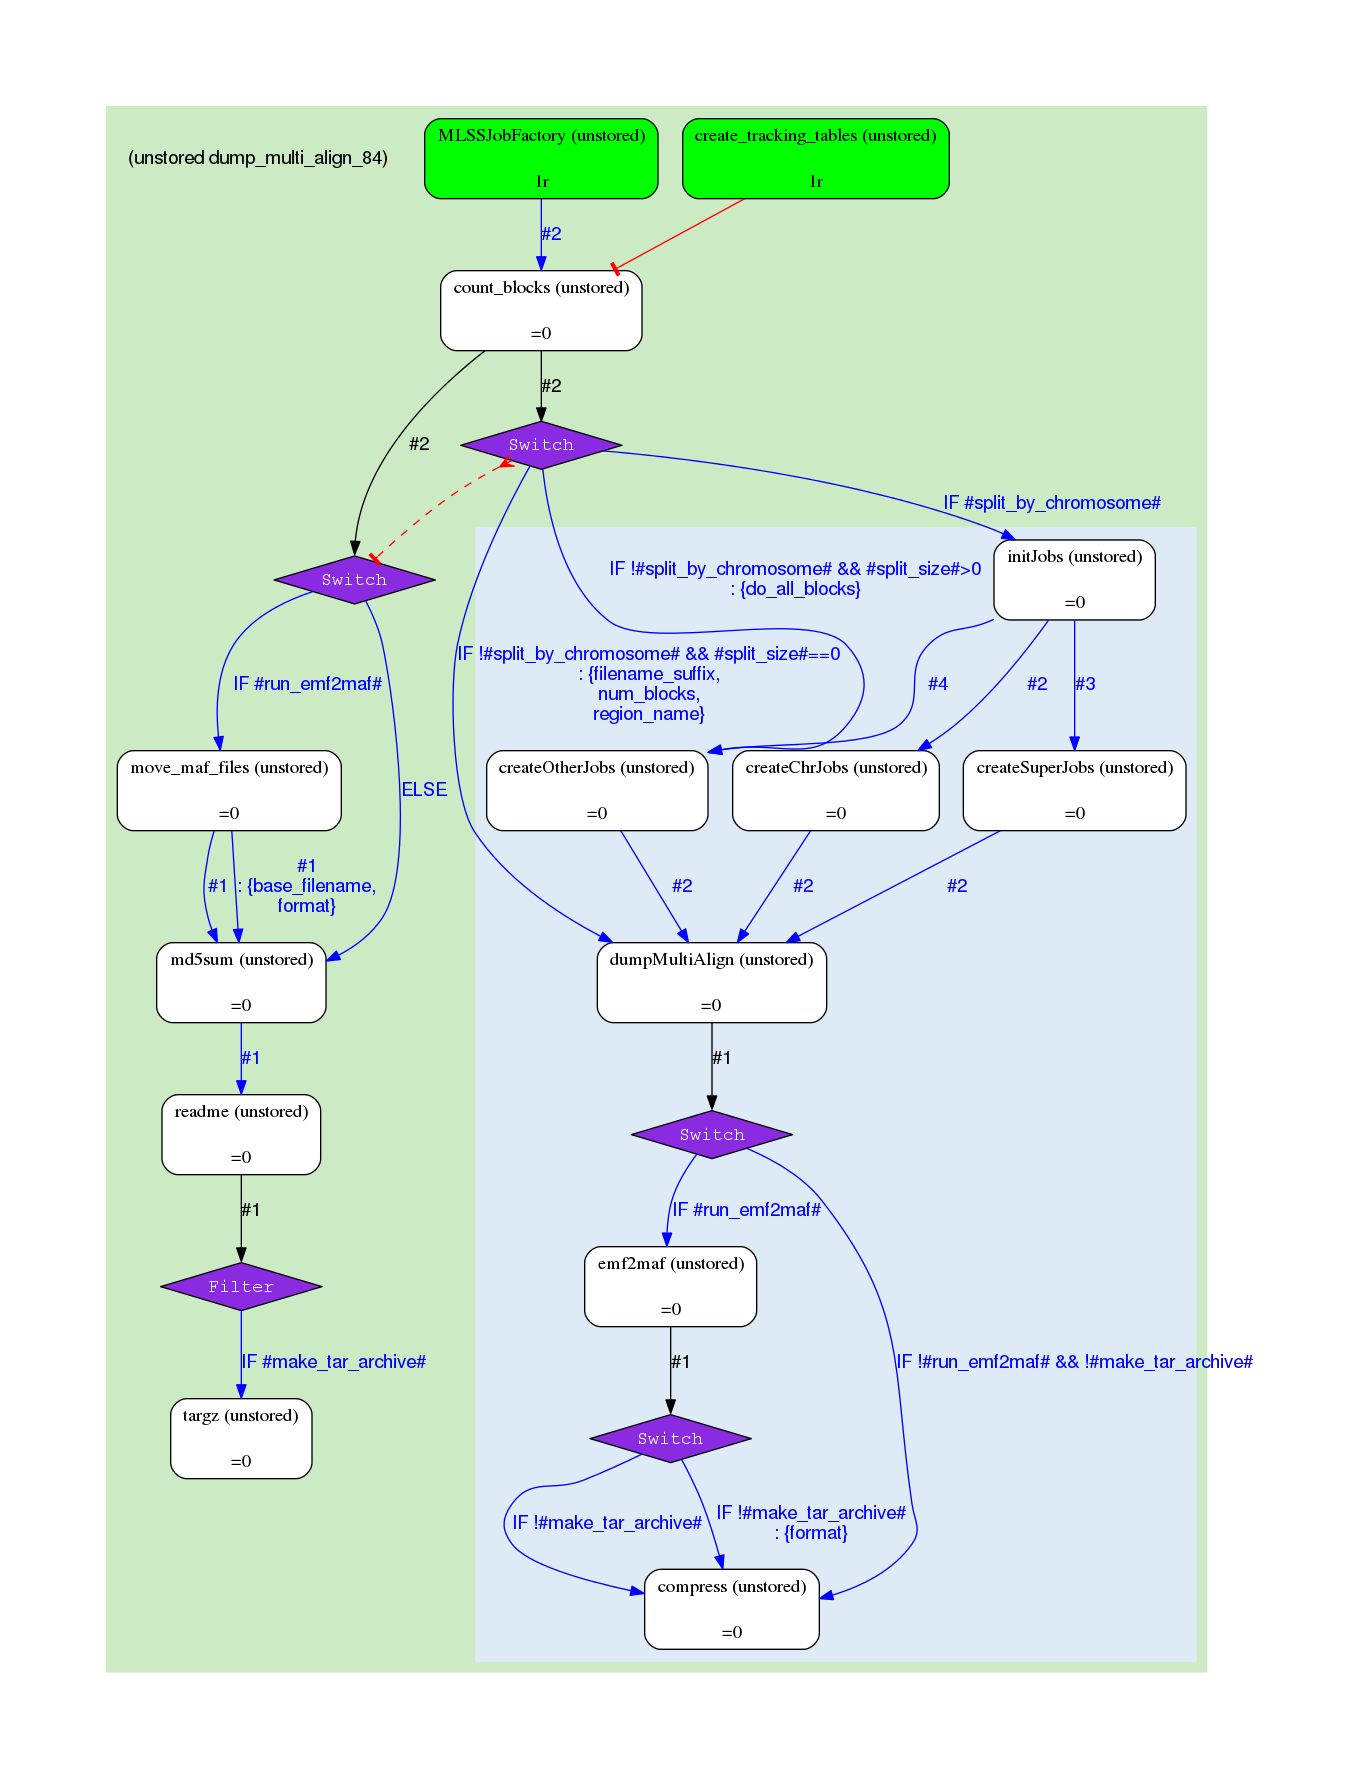 MLSSJobFactory (unstored)
1r
create_tracking_tables (unstored)
1r
(unstored dump_multi_align_84)
#2
count_blocks (unstored)
=0
#2
#2
Switch
IF #split_by_chromosome#
Switch
IF !#split_by_chromosome# && #split_size#>0
: {do_all_blocks}
initJobs (unstored)
=0
IF #run_emf2maf#
IF !#split_by_chromosome# && #split_size#==0
: {filename_suffix,
num_blocks,
region_name}
#4
#2
#3
move_maf_files (unstored)
=0
ELSE
createOtherJobs (unstored)
=0
createChrJobs (unstored)
=0
createSuperJobs (unstored)
=0
#1
#1
: {base_filename,
format}
#2
#2
#2
md5sum (unstored)
=0
dumpMultiAlign (unstored)
=0
#1
#1
readme (unstored)
=0
Switch
#1
IF #run_emf2maf#
Filter
emf2maf (unstored)
=0
IF #make_tar_archive#
#1
IF !#run_emf2maf# && !#make_tar_archive#
targz (unstored)
=0
Switch
IF !#make_tar_archive#
IF !#make_tar_archive#
: {format}
compress (unstored)
=0